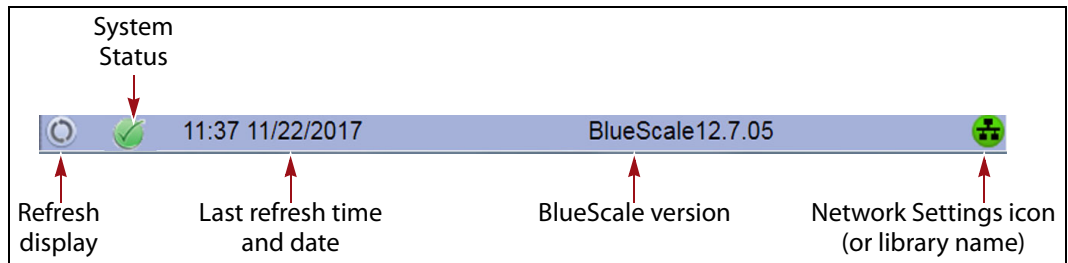 System
Status
11:37 11/22/2017 BlueScale12.7.05
Refresh
display
Last refresh time
and date
BlueScale version
Network Settings icon
(or library name)